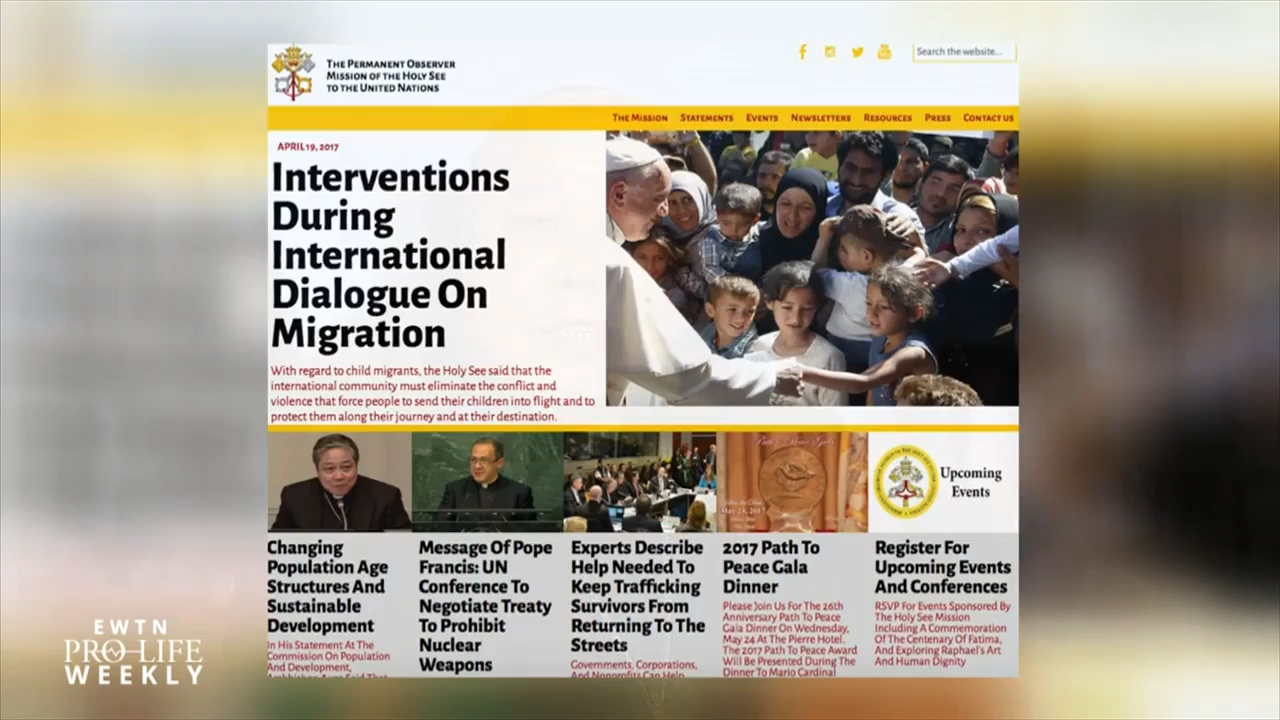 THE PERMANENT OBSERVER
MISSION OF THE HOLY SEE
TO THE UNITED NATIONS
Search the website...
THE MISSION STATEMENTS EVENTS NEWSLETTERS RESOURCES PRESS CONTACT US
APRIL 19, 2017
Interventions
During
International
Dialogue On
Migration
With regard to child migrants, the Holy See said that the
international community must eliminate the conflict and
violence that force people to send their children into flight and to
protect them along their journey and at their destination.
Upcoming
Events
Changing
Population Age
Structures And
Sustainable
Development
In His Statement At The
Commission On Population
And Development,
Message Of Pope
Francis: UN
Conference To
Negotiate Treaty
To Prohibit
Nuclear
Weapons
Experts Describe
Help Needed To
Keep Trafficking
Survivors From
Returning To The
Streets
Governments, Corporations,
And Nonprofits Can Help
2017 Path To
Peace Gala
Dinner
Please Join Us For The 26th
Anniversary Path To Peace
Gala Dinner On Wednesday,
May 24 At The Pierre Hotel.
The 2017 Path To Peace Award
Will Be Presented During The
Dinner To Mario Cardinal
Register For
Upcoming Events
And Conferences
RSVP For Events Sponsored By
The Holy See Mission
Including A Commemoration
Of The Centenary Of Fatima,
And Exploring Raphael's Art
And Human Dignity
EWTN
PRO-LIFE
WEEKLY